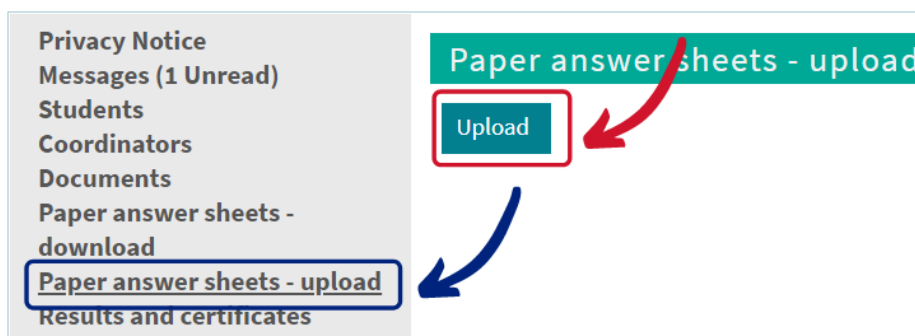 Privacy Notice
Messages (1 Unread)
Students
Coordinators
Documents
Paper answer sheets -
download
Paper answer sheets - upload
Results and certificates
Paper answer sheets - upload
Upload